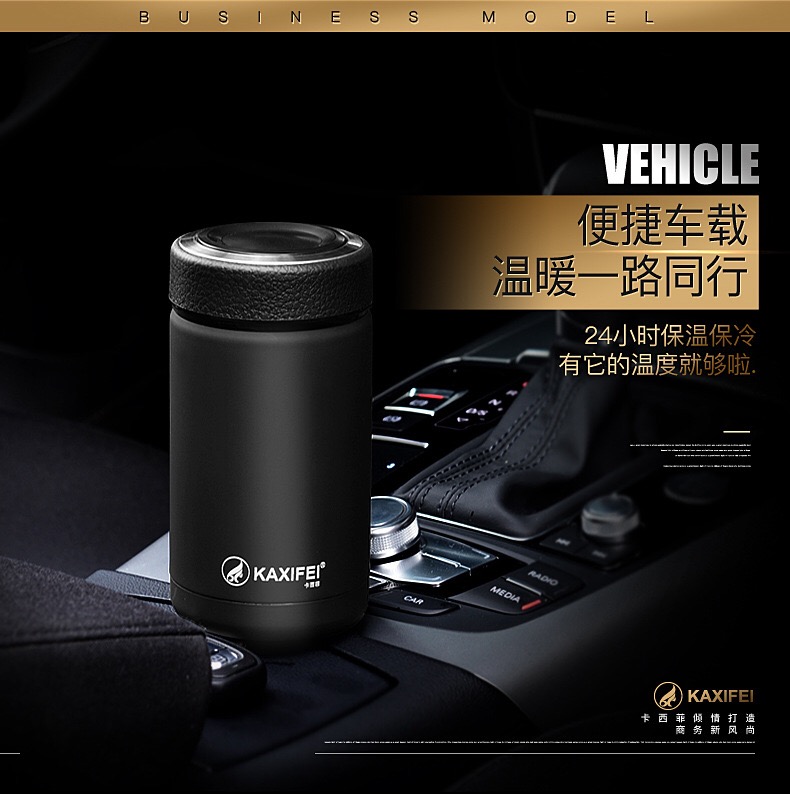 BUSINESS MODEL
VEHICLE
便捷车载
温暖一路同行
24小时保温保冷
有它的温度就够啦.
KAXIFEI®
卡西菲
CAR
RADIO
MEDIA
KAXIFEI
卡西菲倾情打造
商务新风尚